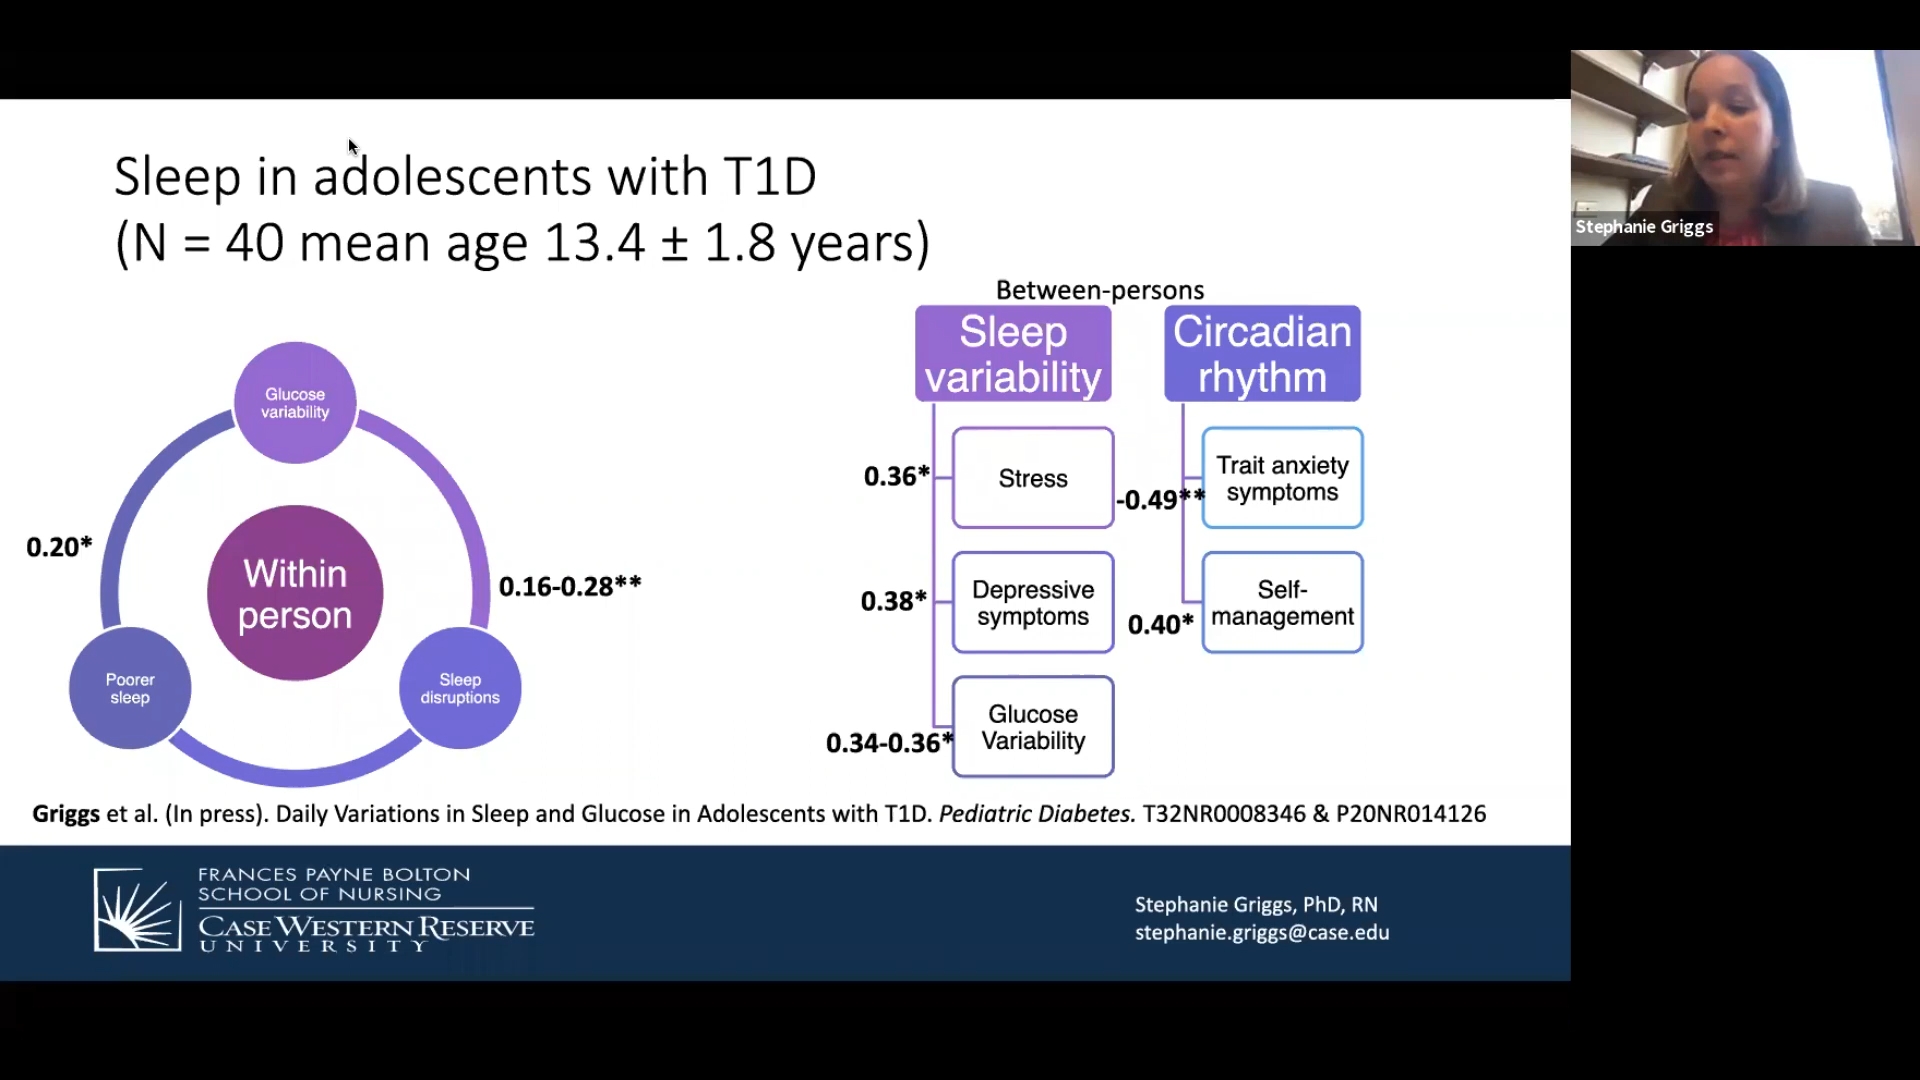 Sleep in adolescents with T1D
(N = 40 mean age 13.4 ± 1.8 years)
Stephanie Griggs
Glucose
variability
0.20*
Within
person
0.16-0.28**
Poorer
sleep
Sleep
disruptions
Between-persons
Sleep
variability
0.36*
Stress
0.38*
Depressive
symptoms
0.34-0.36*
Glucose
Variability
Circadian
rhythm
-0.49**
Trait anxiety
symptoms
0.40*
Self-
management
Griggs et al. (In press). Daily Variations in Sleep and Glucose in Adolescents with T1D. Pediatric Diabetes. T32NR0008346 & P20NR014126
FRANCES PAYNE BOLTON
SCHOOL OF NURSING
CASE WESTERN RESERVE
UNIVERSITY
Stephanie Griggs, PhD, RN
stephanie.griggs@case.edu